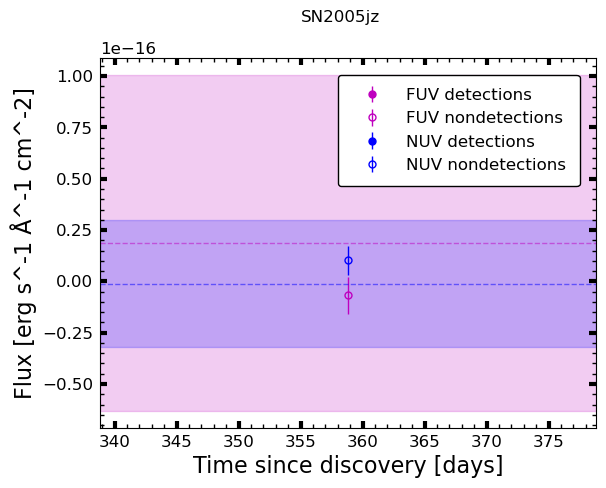 SN2005jz
1e−16
1.00
0.75
0.50
0.25
0.00
−0.25
−0.50
Flux [erg s^-1 Å^-1 cm^-2]
FUV detections
FUV nondetections
NUV detections
NUV nondetections
340 345 350 355 360 365 370 375
Time since discovery [days]